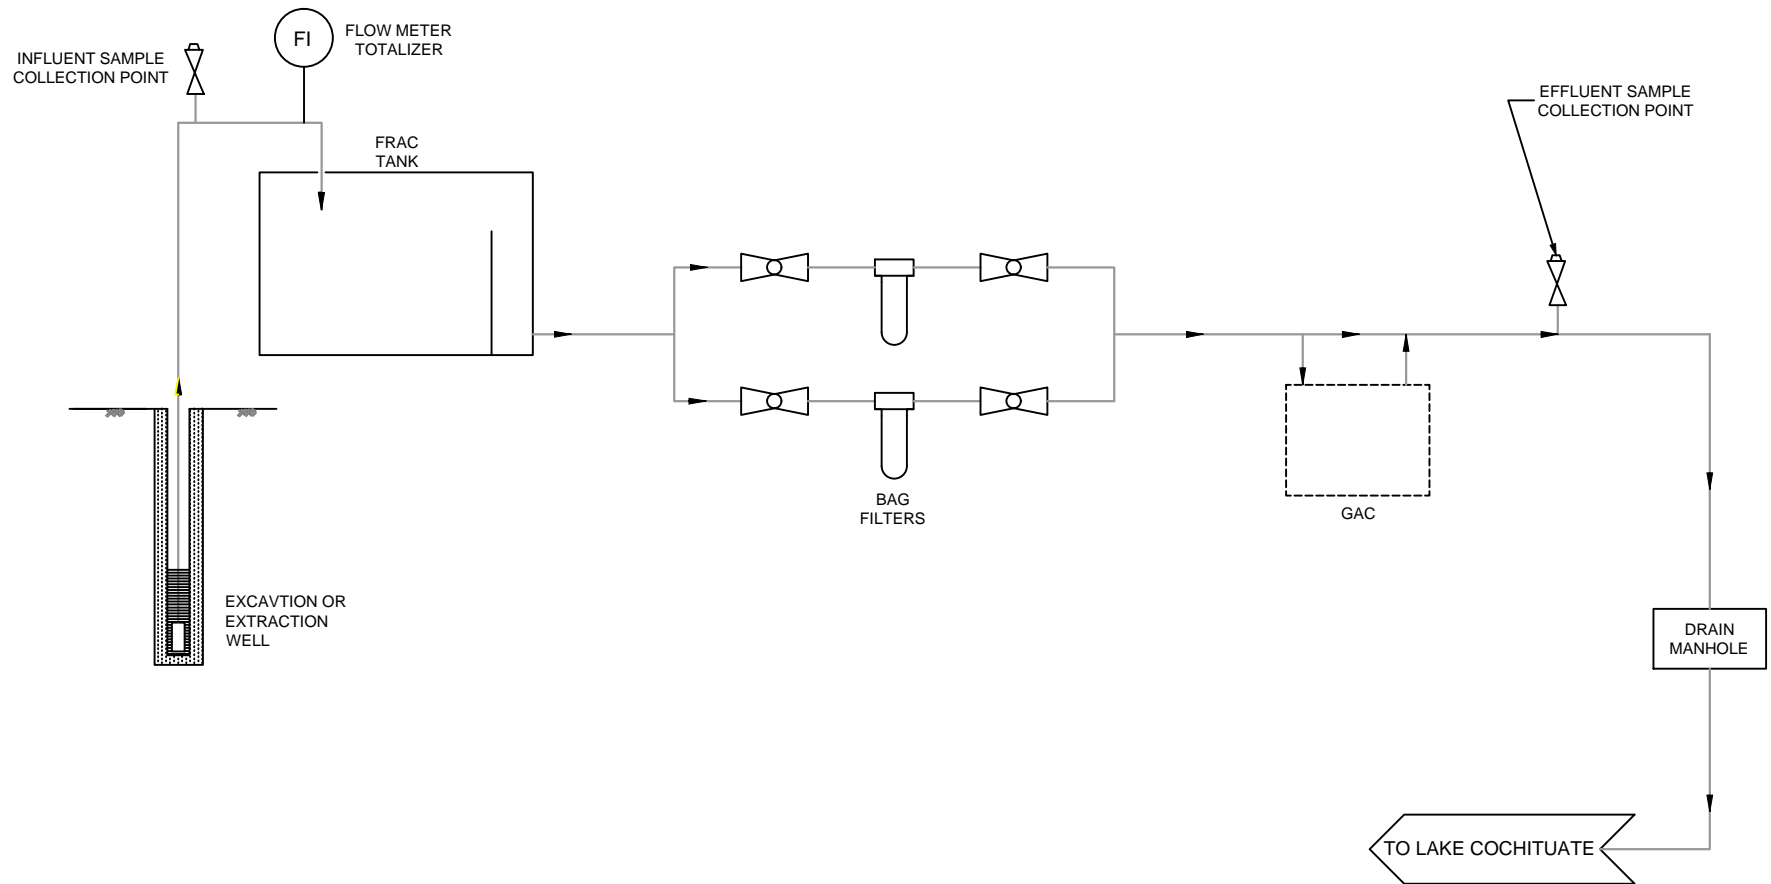 FI
FLOW METER
TOTALIZER
INFLUENT SAMPLE
COLLECTION POINT
EFFLUENT SAMPLE
COLLECTION POINT
FRAC
TANK
BAG
FILTERS
GAC
EXCAVTION OR
EXTRACTION
WELL
DRAIN
MANHOLE
TO LAKE COCHITUATE